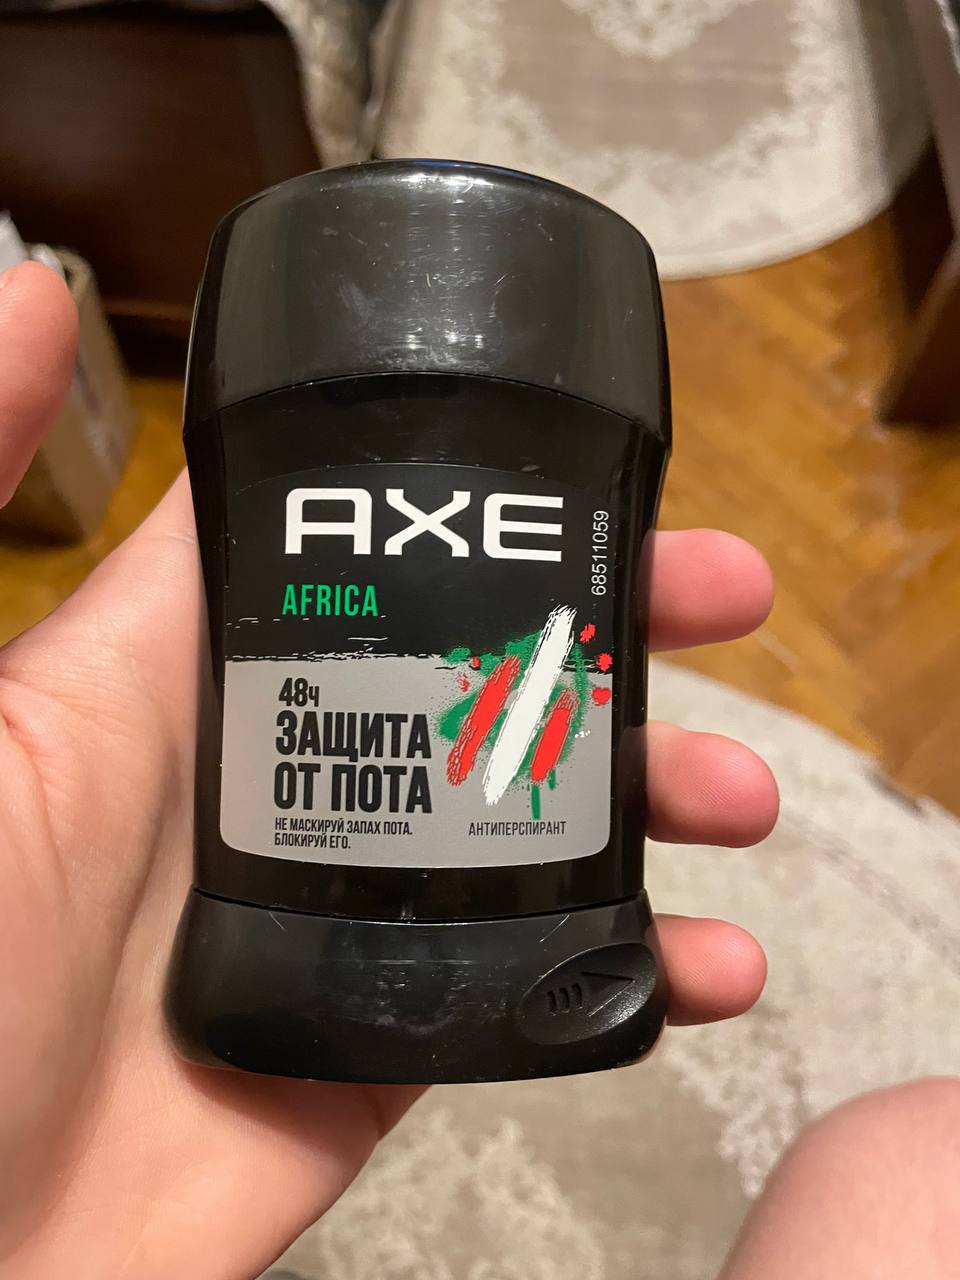 AXE
68511059
AFRICA
48ч
ЗАЩИТА
ОТ ПОТА
НЕ МАСКИРУЙ ЗАПАХ ПОТА.
БЛОКИРУЙ ЕГО.
АНТИПЕРСПИРАНТ